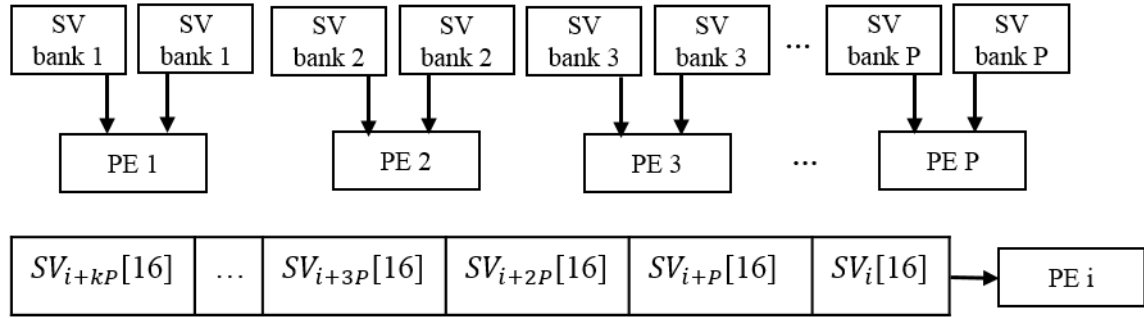 SV SV SV SV SV SV SV SV
bank 1 bank 1 bank 2 bank 2 bank 3 bank 3 ... bank P bank P
PE 1 PE 2 PE 3 ... PE P
SV_{i+kP}[16] ... SV_{i+3P}[16] SV_{i+2P}[16] SV_{i+P}[16] SV_i[16] PE i